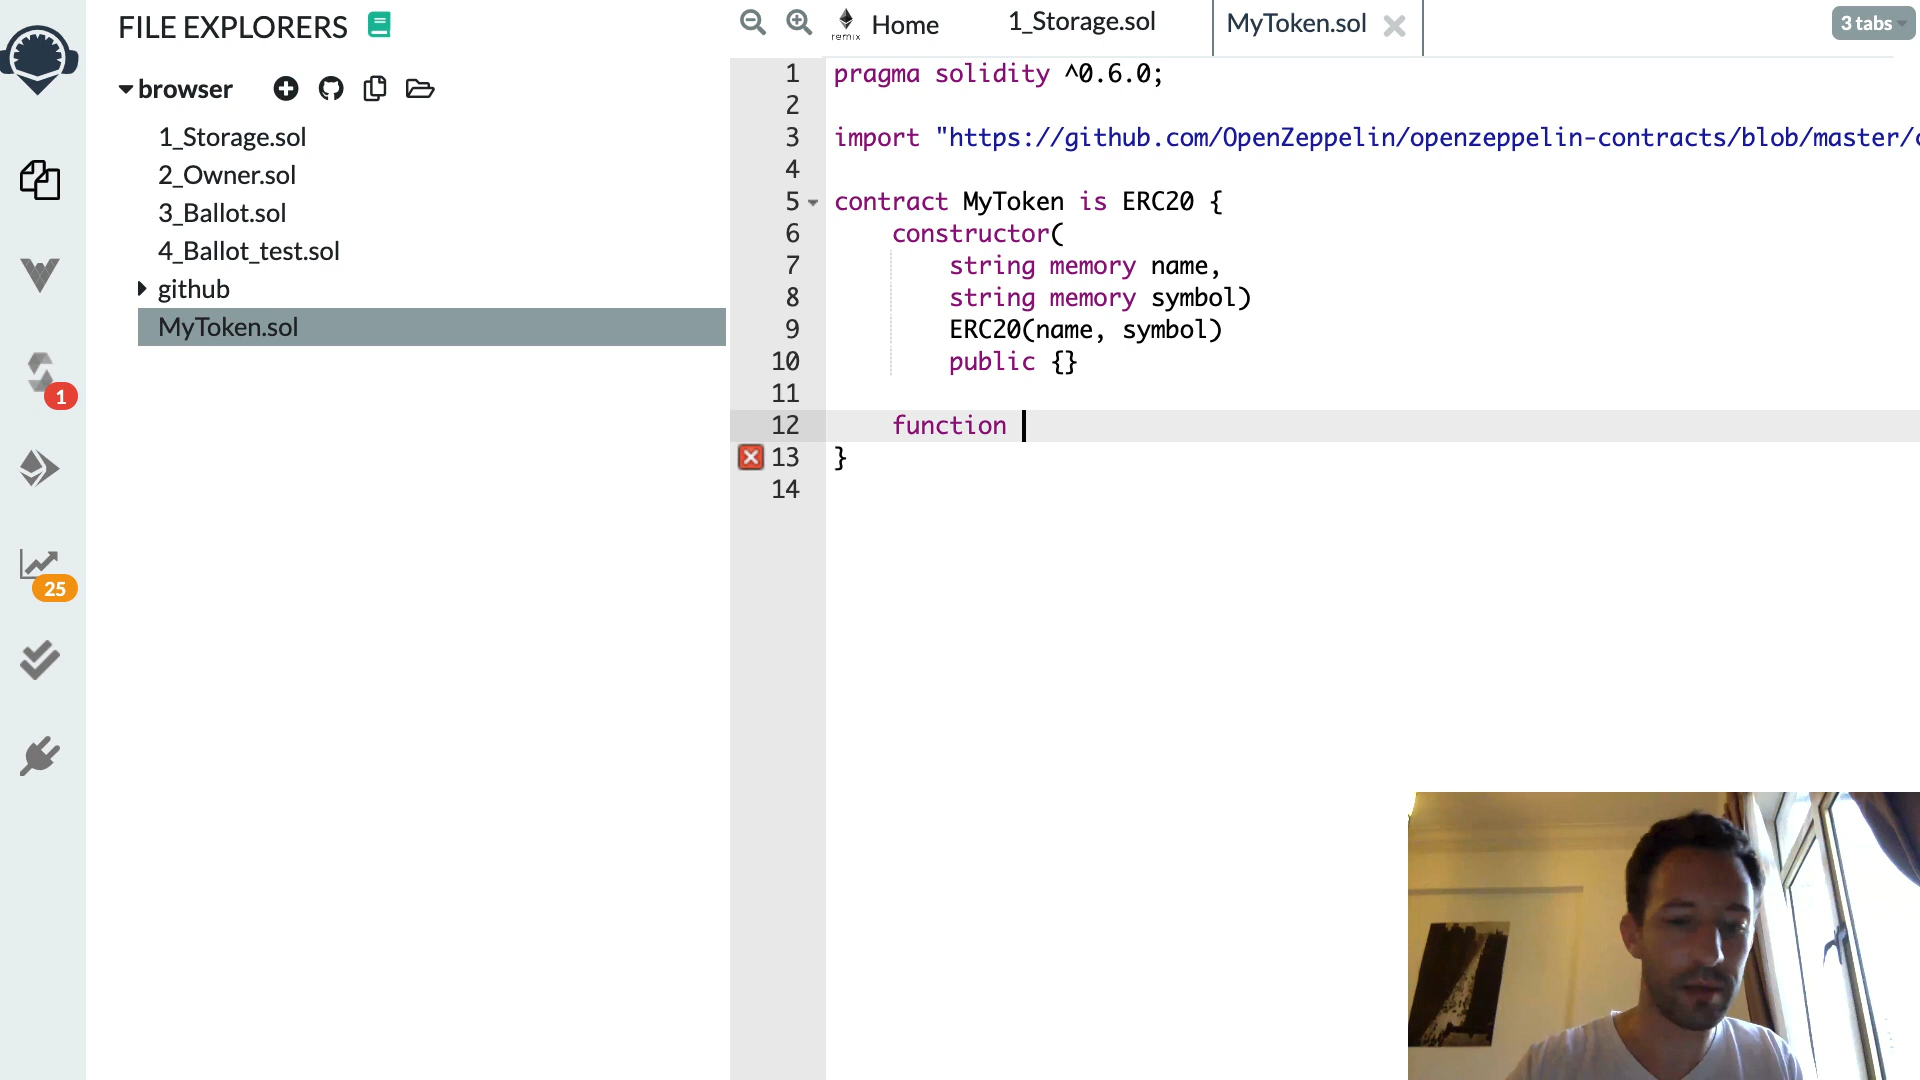 FILE EXPLORERS
browser
1_Storage.sol
2_Owner.sol
3_Ballot.sol
4_Ballot_test.sol
github
MyToken.sol
1
25
remix
Home
1_Storage.sol
MyToken.sol
3 tabs
1 pragma solidity ^0.6.0;
2
3 import "https://github.com/OpenZeppelin/openzeppelin-contracts/blob/master/
4
5 contract MyToken is ERC20 {
6 constructor(
7 string memory name,
8 string memory symbol)
9 ERC20(name, symbol)
10 public {}
11
12 function
13 }
14